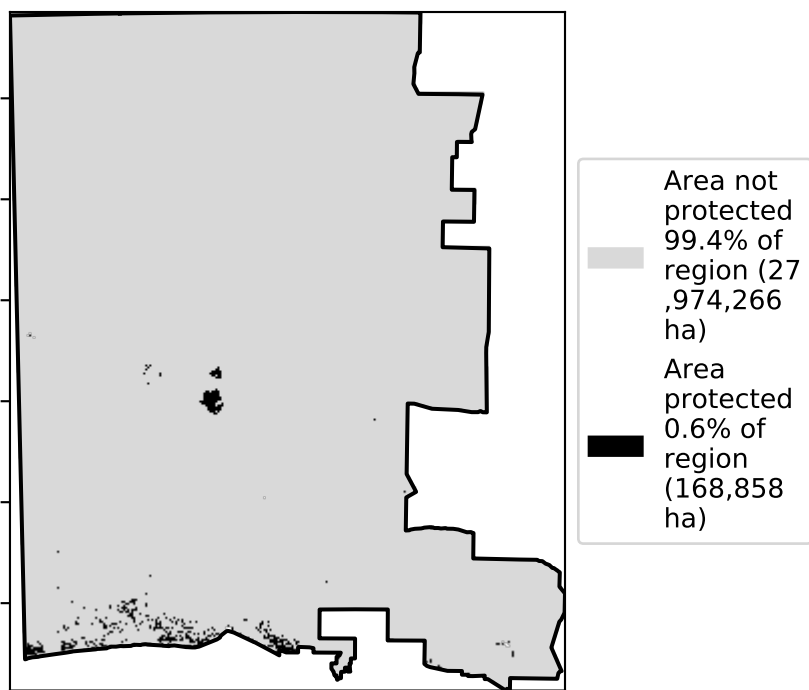 Area not
protected
99.4% of
region (27
,974,266
ha)
Area
protected
0.6% of
region
(168,858
ha)